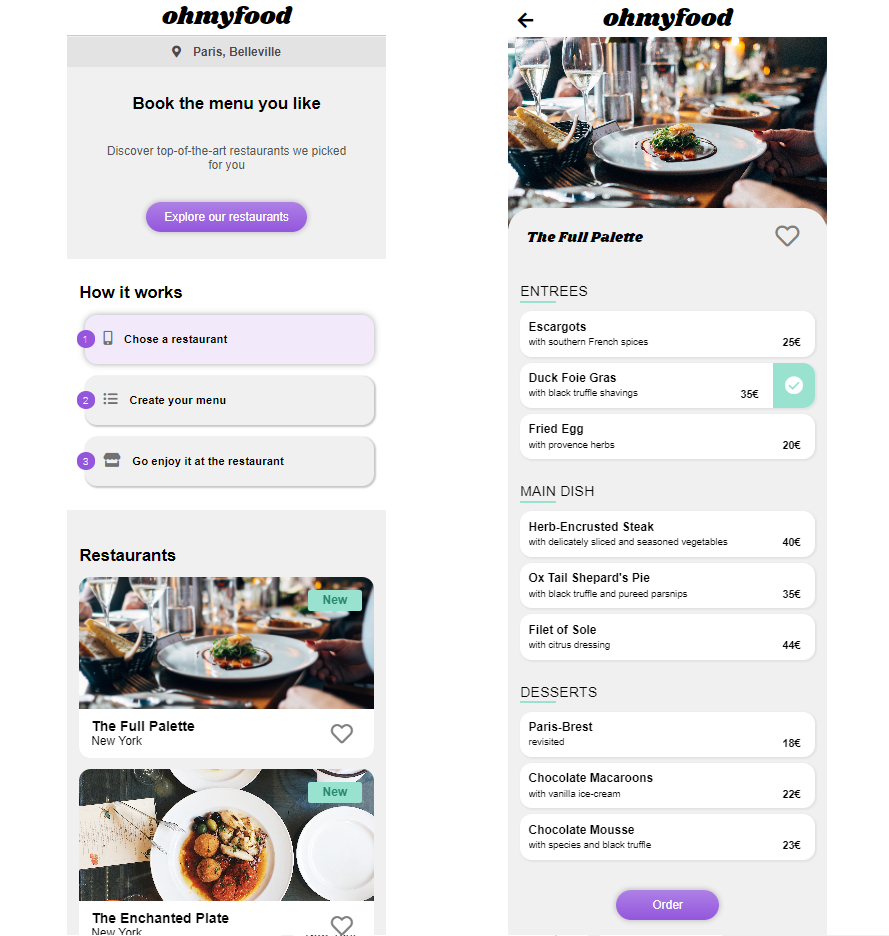 ohmyfood
Paris, Belleville
Book the menu you like
Discover top-of-the-art restaurants we picked
for you
Explore our restaurants
How it works
1 Chose a restaurant
2 Create your menu
3 Go enjoy it at the restaurant
Restaurants
New
The Full Palette
New York
New
The Enchanted Plate
New York
ohmyfood
The Full Palette
ENTREES
Escargots
with southern French spices 25€
Duck Foie Gras
with black truffle shavings 35€
Fried Egg
with provence herbs 20€
MAIN DISH
Herb-Encrusted Steak
with delicately sliced and seasoned vegetables 40€
Ox Tail Shepard's Pie
with black truffle and pureed parsnips 35€
Filet of Sole
with citrus dressing 44€
DESSERTS
Paris-Brest
revisited 18€
Chocolate Macaroons
with vanilla ice-cream 22€
Chocolate Mousse
with species and black truffle 23€
Order